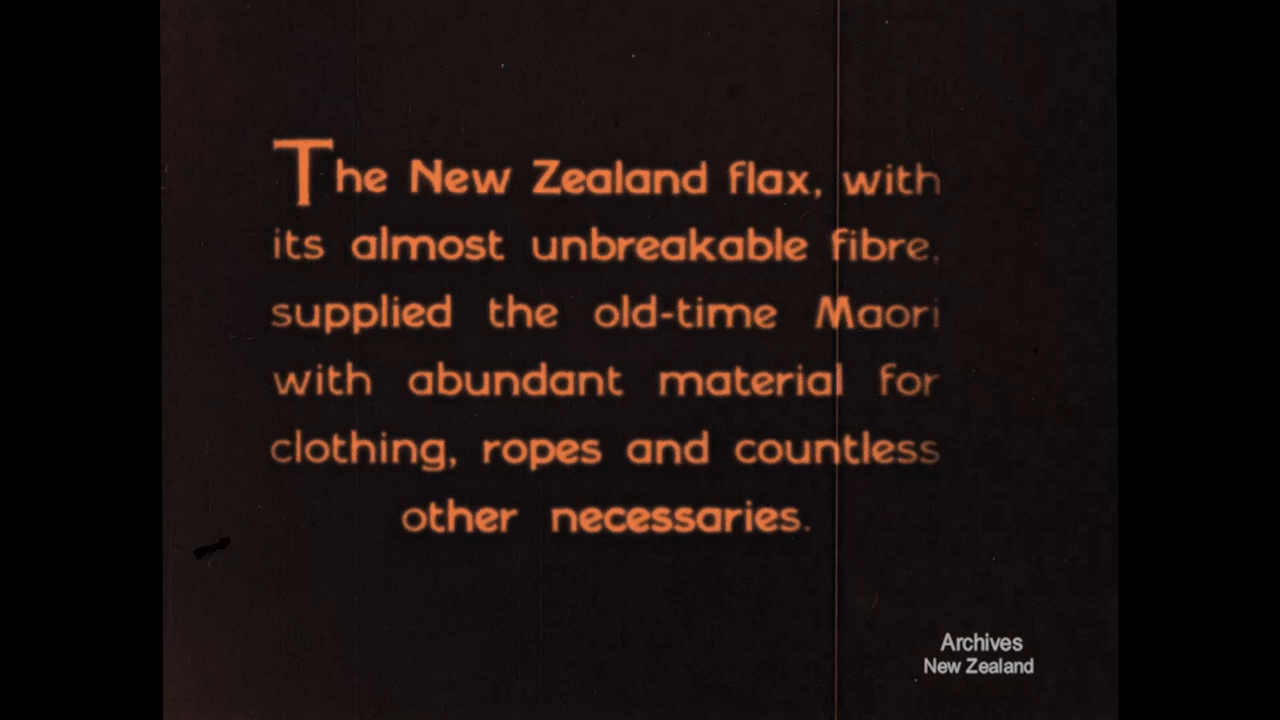 The New Zealand flax, with
its almost unbreakable fibre,
supplied the old-time Maori
with abundant material for
clothing, ropes and countless
other necessaries.
Archives
New Zealand